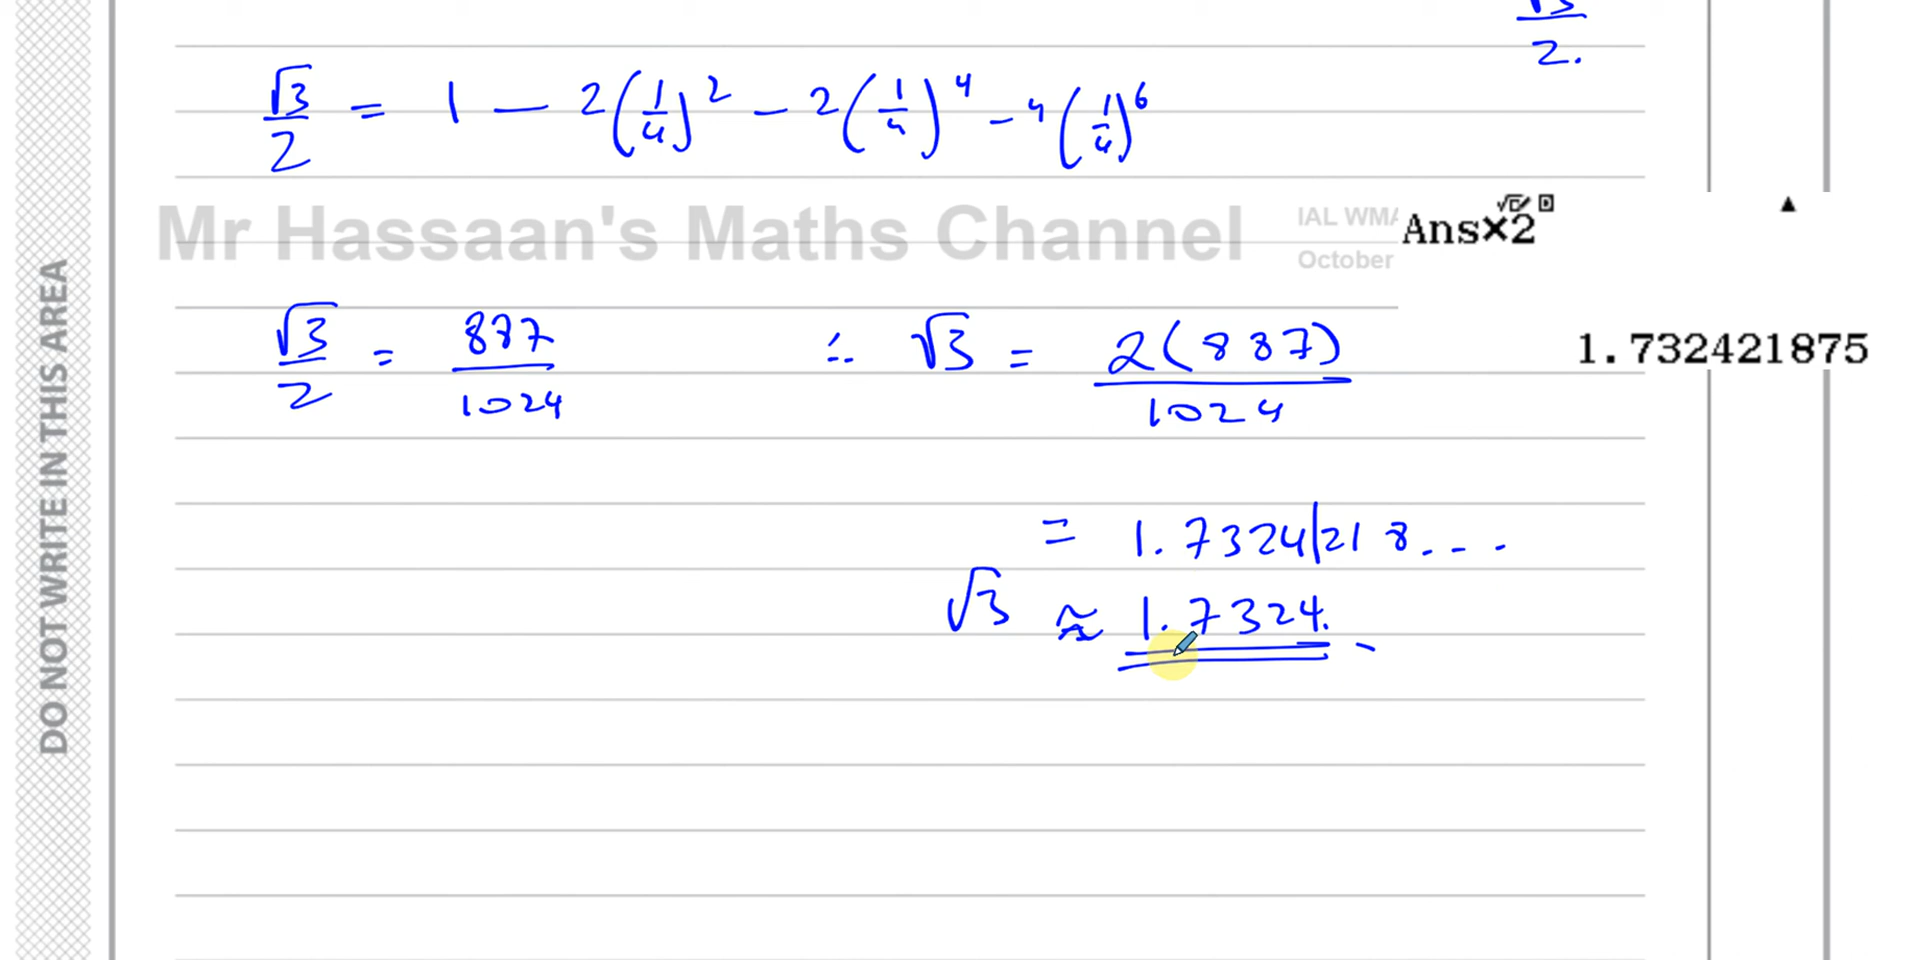 √3/2.
√3/2 = 1 - 2(1/4)² - 2(1/4)⁴ - 4(1/4)⁶
Mr Hassaan's Maths Channel
IAL WMA
October
Ans×2
√3/2 = 887/1024 ∴ √3 = 2(887)/1024
1.732421875
= 1.7324|218...
√3 ≈ 1.7324.
DO NOT WRITE IN THIS AREA